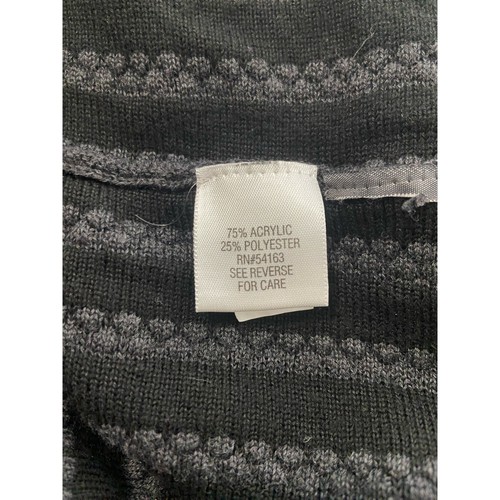 75% ACRYLIC
25% POLYESTER
RN#54163
SEE REVERSE
FOR CARE